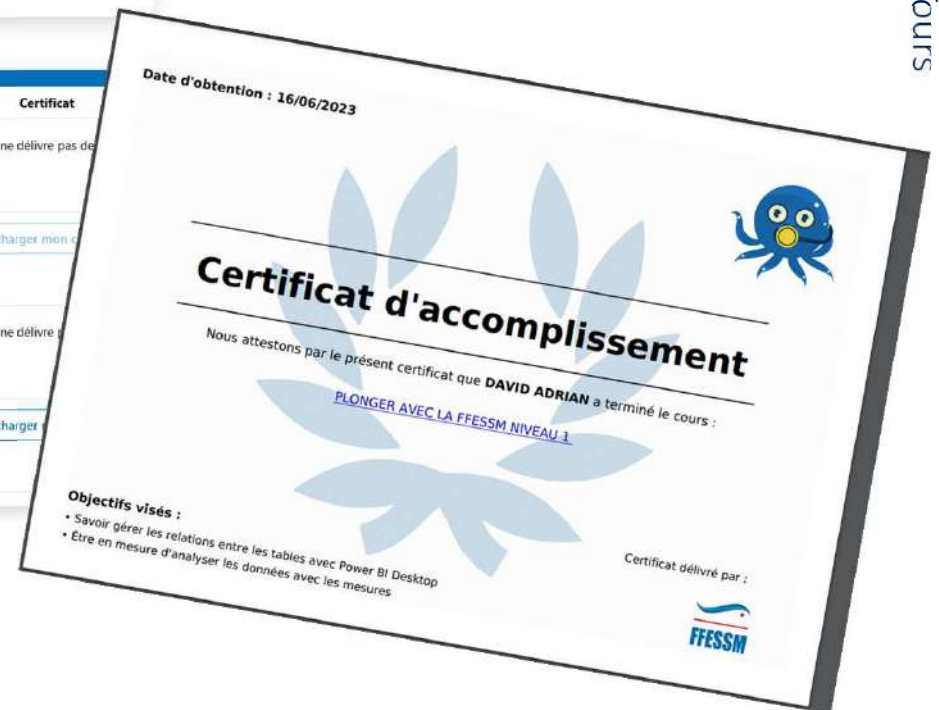 ours
Certificat
ne délivre pas de
harger mon c
ne délivre
harger
Date d'obtention : 16/06/2023
Certificat d'accomplissement
Nous attestons par le présent certificat que DAVID ADRIAN a terminé le cours :
PLONGER AVEC LA FFESSM NIVEAU 1
Objectifs visés :
• Savoir gérer les relations entre les tables avec Power BI Desktop
• Être en mesure d'analyser les données avec les mesures
Certificat délivré par :
FFESSM